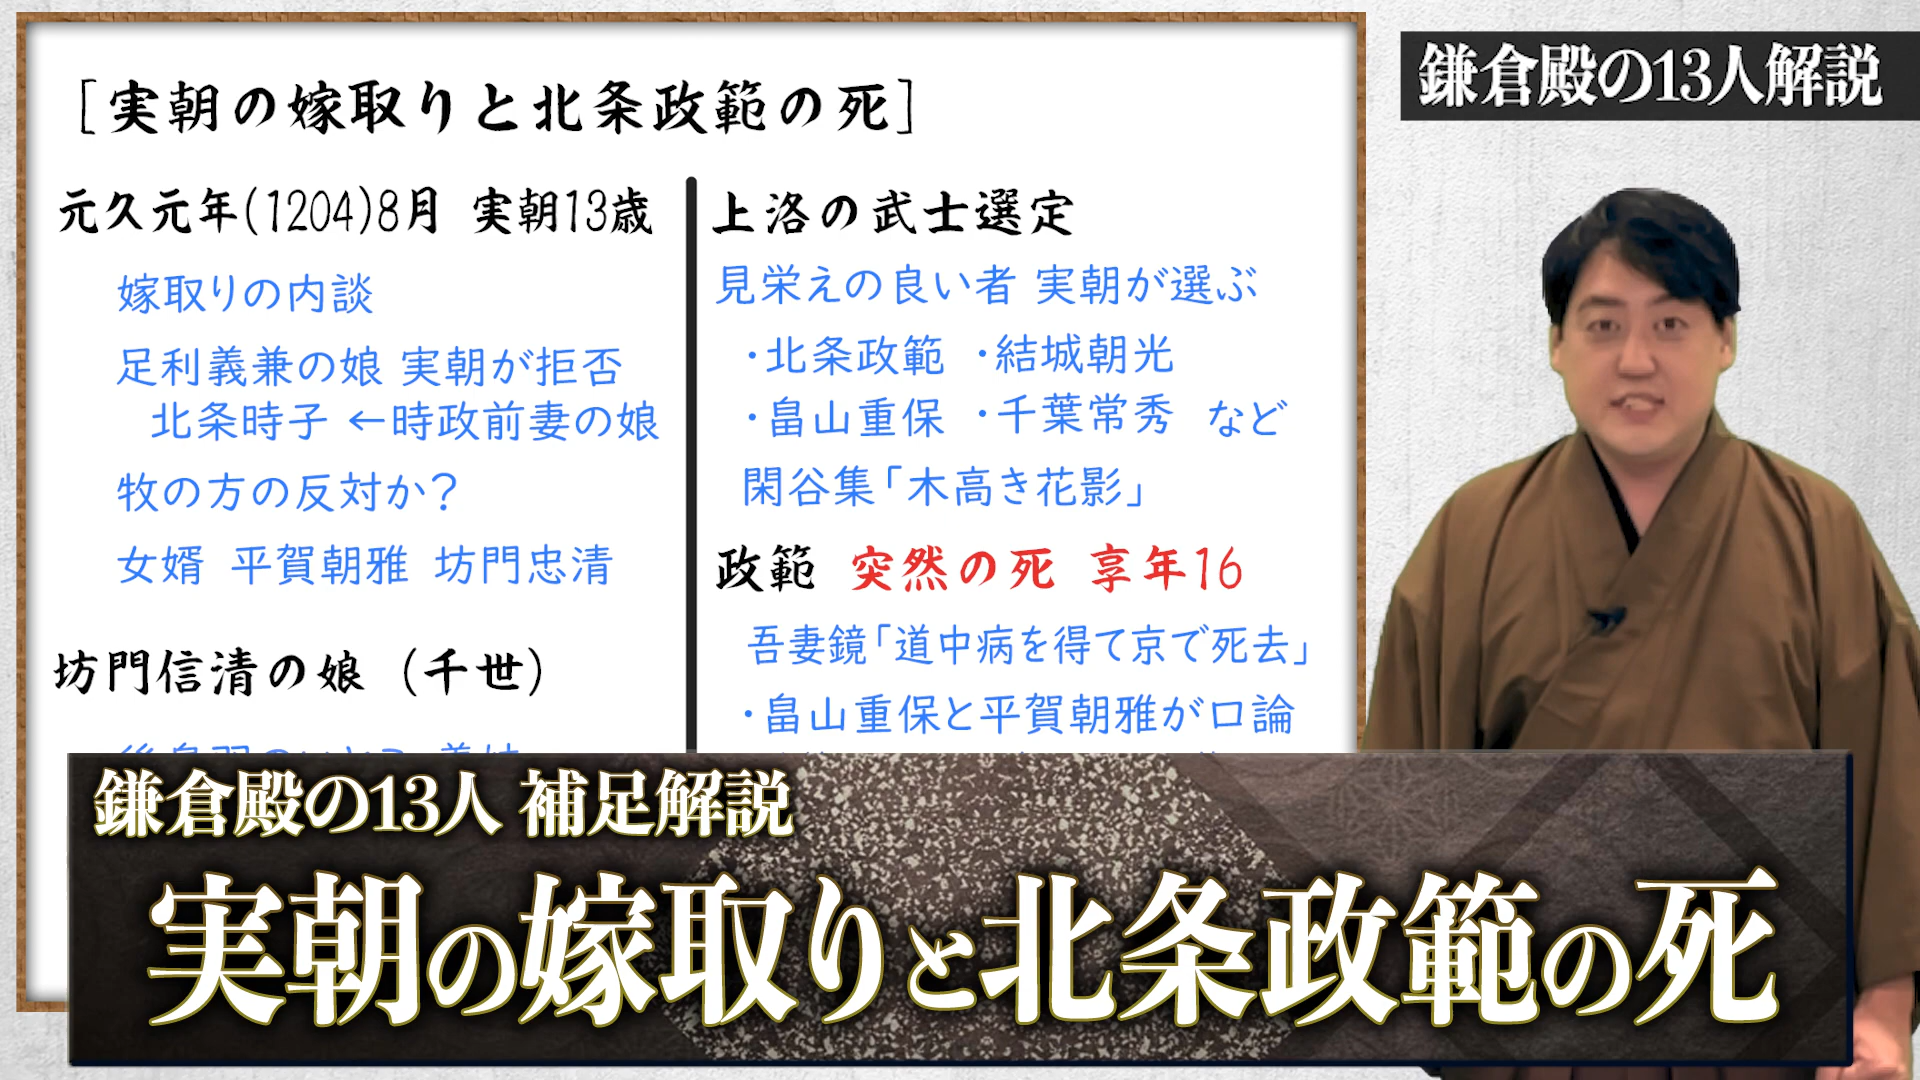 [実朝の嫁取りと北条政範の死]
元久元年(1204)8月 実朝13歳
嫁取りの内談
足利義兼の娘 実朝が拒否
北条時子 ←時政前妻の娘
牧の方の反対か?
女婿 平賀朝雅 坊門忠清
坊門信清の娘 (千世)
上洛の武士選定
見栄えの良い者 実朝が選ぶ
・北条政範 ・結城朝光
・畠山重保 ・千葉常秀 など
閑谷集「木高き花影」
政範 突然の死 享年16
吾妻鏡「道中病を得て京で死去」
・畠山重保と平賀朝雅が口論
鎌倉殿の13人解説
鎌倉殿の13人 補足解説
実朝の嫁取りと北条政範の死